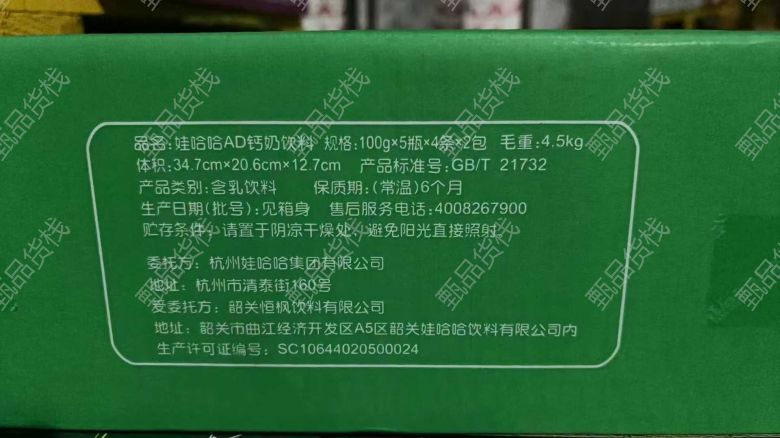 品名:娃哈哈AD钙奶饮料 规格:100g×5瓶×4条×2包 毛重:4.5kg
体积:34.7cm×20.6cm×12.7cm 产品标准号:GB/T 21732
产品类别:含乳饮料 保质期:(常温)6个月
生产日期(批号):见箱身 售后服务电话:4008267900
贮存条件:请置于阴凉干燥处,避免阳光直接照射。
委托方:杭州娃哈哈集团有限公司
地址:杭州市清泰街160号
受委托方:韶关恒枫饮料有限公司
地址:韶关市曲江经济开发区A5区韶关娃哈哈饮料有限公司内
生产许可证编号:SC10644020500024
甄品货栈